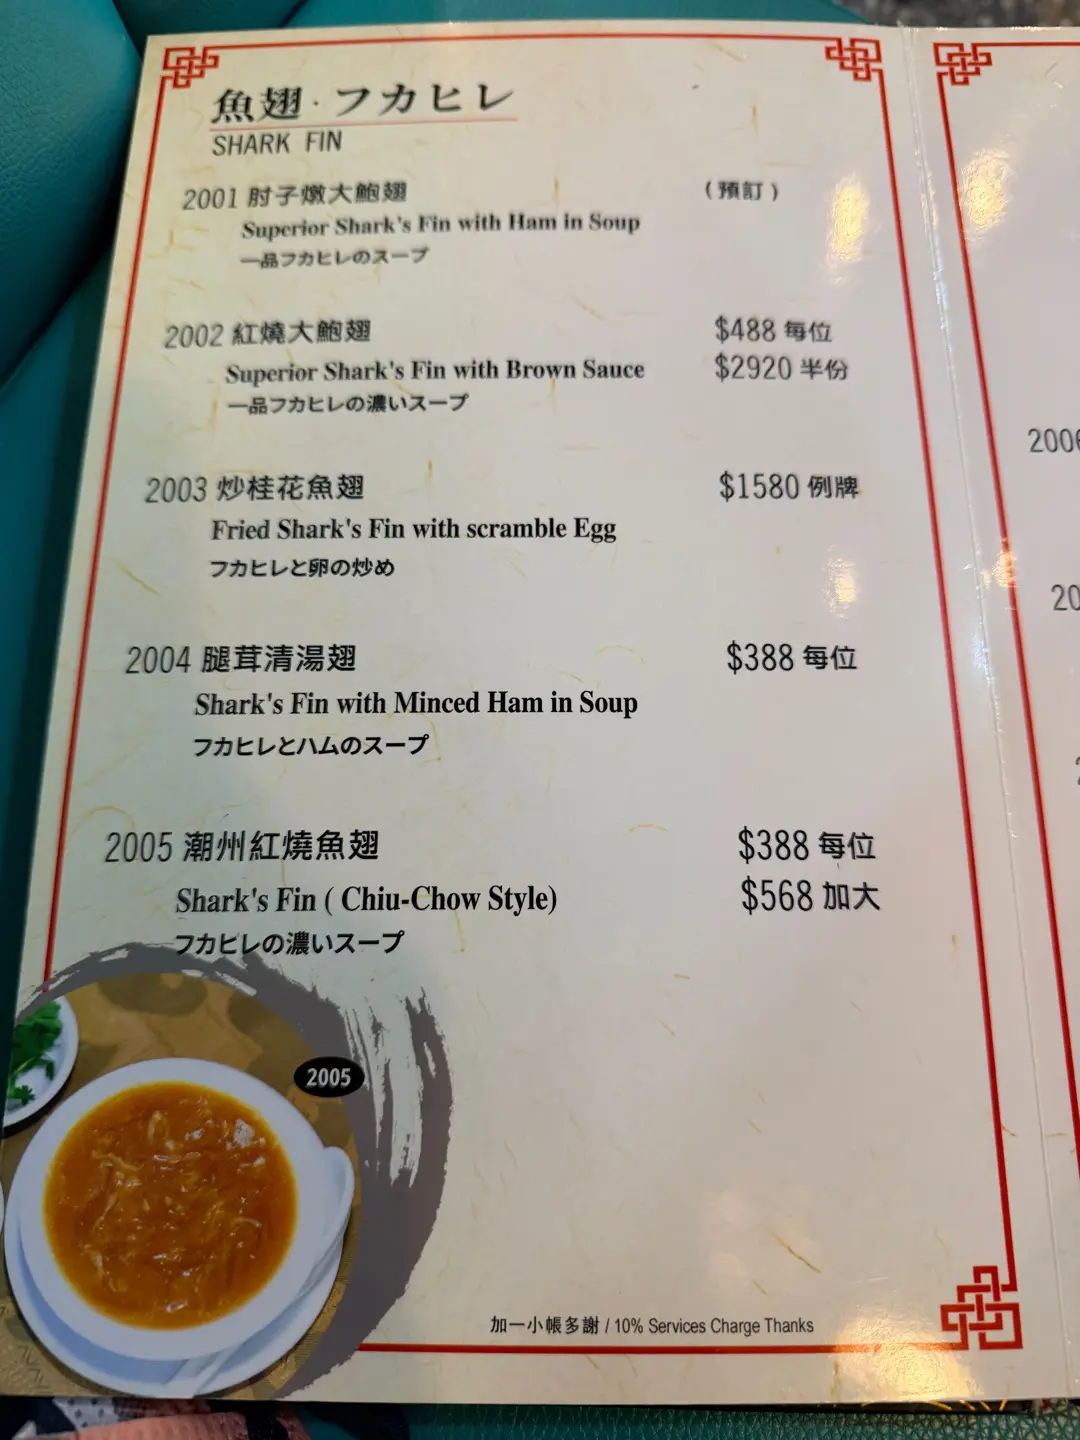 魚翅·フカヒレ
SHARK FIN
2001 肘子燉大鮑翅 (預訂)
Superior Shark's Fin with Ham in Soup
一品フカヒレのスープ
2002 紅燒大鮑翅 $488 每位
$2920 半份
Superior Shark's Fin with Brown Sauce
一品フカヒレの濃いスープ
2003 炒桂花魚翅 $1580 例牌
Fried Shark's Fin with scramble Egg
フカヒレと卵の炒め
2004 腿茸清湯翅 $388 每位
Shark's Fin with Minced Ham in Soup
フカヒレとハムのスープ
2005 潮州紅燒魚翅 $388 每位
$568 加大
Shark's Fin ( Chiu-Chow Style)
フカヒレの濃いスープ
2005
加一小帳多謝 / 10% Services Charge Thanks